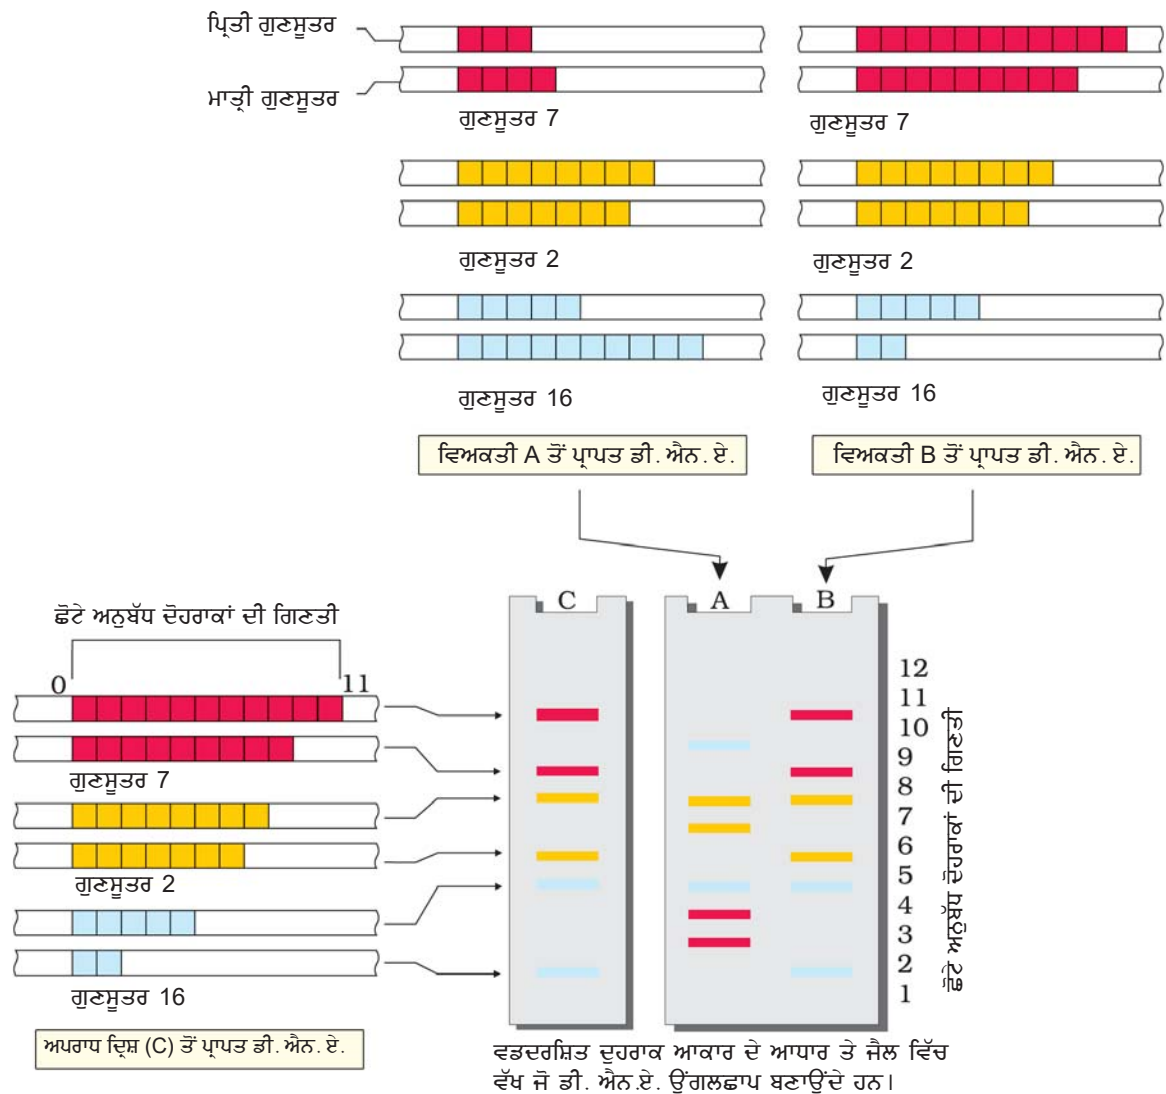 ਪ੍ਰਿਤੀ ਗੁਣਸੂਤਰ
ਮਾਤ੍ਰੀ ਗੁਣਸੂਤਰ
ਗੁਣਸੂਤਰ 7
ਗੁਣਸੂਤਰ 7
ਗੁਣਸੂਤਰ 2
ਗੁਣਸੂਤਰ 2
ਗੁਣਸੂਤਰ 16
ਗੁਣਸੂਤਰ 16
ਵਿਅਕਤੀ A ਤੋਂ ਪ੍ਰਾਪਤ ਡੀ. ਐਨ. ਏ.
ਵਿਅਕਤੀ B ਤੋਂ ਪ੍ਰਾਪਤ ਡੀ. ਐਨ. ਏ.
ਛੋਟੇ ਅਨੁਬੱਧ ਦੋਹਰਾਕਾਂ ਦੀ ਗਿਣਤੀ
0 11
ਗੁਣਸੂਤਰ 7
ਗੁਣਸੂਤਰ 2
ਗੁਣਸੂਤਰ 16
ਅਪਰਾਧ ਦ੍ਰਿਸ਼ (C) ਤੋਂ ਪ੍ਰਾਪਤ ਡੀ. ਐਨ. ਏ.
C
A
B
12
11
10
9
8
7
6
5
4
3
2
1
ਛੋਟੇ ਅਨੁਬੱਧ ਦੋਹਰਾਕਾਂ ਦੀ ਗਿਣਤੀ
ਵਡਦਰਸ਼ਿਤ ਦੁਹਰਾਕ ਆਕਾਰ ਦੇ ਆਧਾਰ ਤੇ ਜੈਲ ਵਿੱਚ
ਵੱਖ ਜੋ ਡੀ. ਐਨ.ਏ. ਉਂਗਲਛਾਪ ਬਣਾਉਂਦੇ ਹਨ।